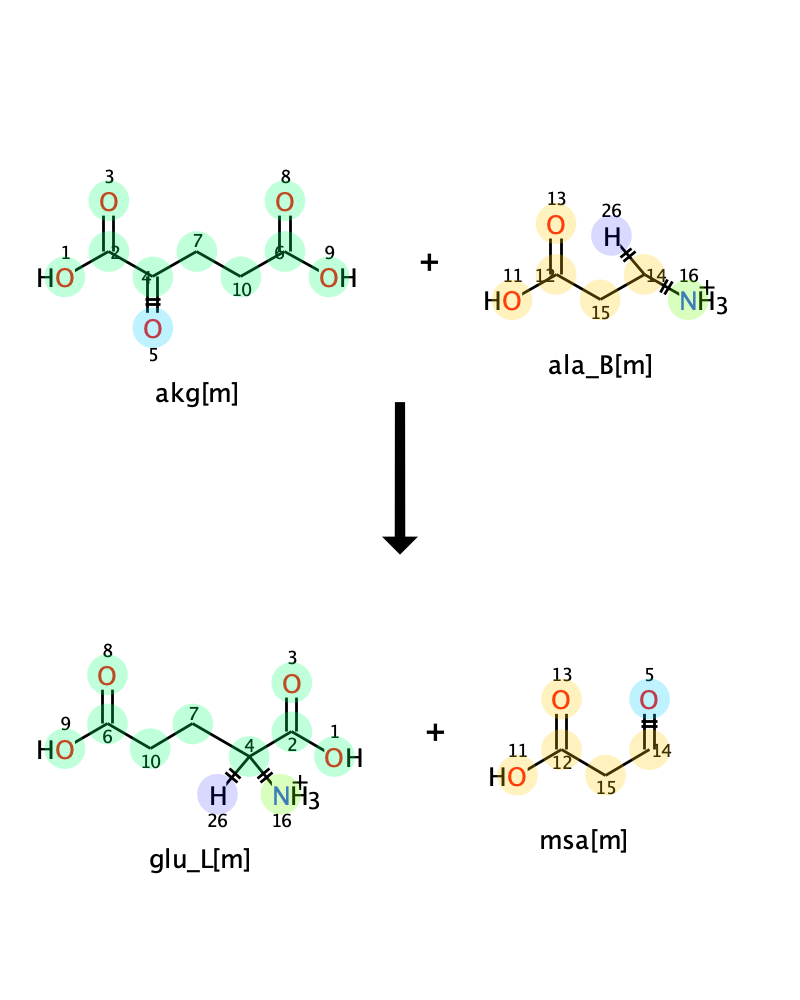 3 8
O O
1 2 7 6 9
HO 4 10 OH
O
5
akg[m]
+
13 26
O H
11 12 14 16
HO 15 NH3+
ala_B[m]
8 3
O O
9 6 7 4 2 1
HO 10 H NH3+ OH
26 16
glu_L[m]
+
13 5
O O
11 12 14
HO 15
msa[m]